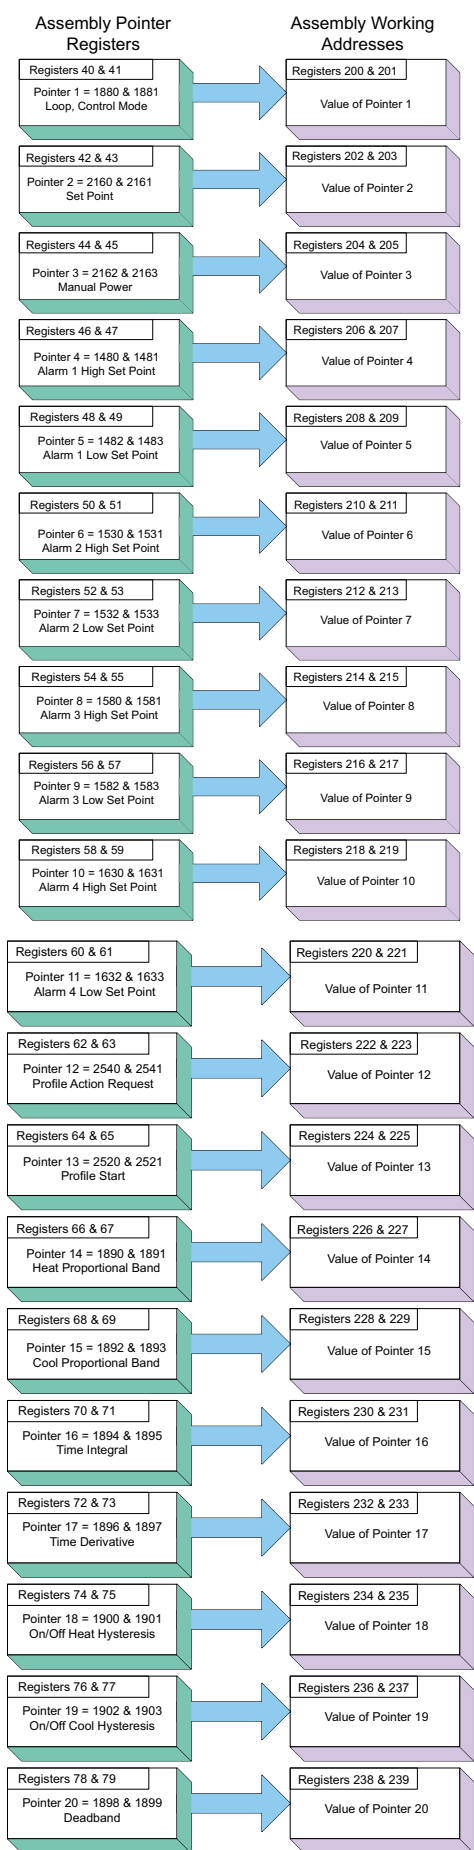 Assembly Pointer
Registers
Assembly Working
Addresses
Registers 40 & 41
Pointer 1 = 1880 & 1881
Loop, Control Mode
Registers 200 & 201
Value of Pointer 1
Registers 42 & 43
Pointer 2 = 2160 & 2161
Set Point
Registers 202 & 203
Value of Pointer 2
Registers 44 & 45
Pointer 3 = 2162 & 2163
Manual Power
Registers 204 & 205
Value of Pointer 3
Registers 46 & 47
Pointer 4 = 1480 & 1481
Alarm 1 High Set Point
Registers 206 & 207
Value of Pointer 4
Registers 48 & 49
Pointer 5 = 1482 & 1483
Alarm 1 Low Set Point
Registers 208 & 209
Value of Pointer 5
Registers 50 & 51
Pointer 6 = 1530 & 1531
Alarm 2 High Set Point
Registers 210 & 211
Value of Pointer 6
Registers 52 & 53
Pointer 7 = 1532 & 1533
Alarm 2 Low Set Point
Registers 212 & 213
Value of Pointer 7
Registers 54 & 55
Pointer 8 = 1580 & 1581
Alarm 3 High Set Point
Registers 214 & 215
Value of Pointer 8
Registers 56 & 57
Pointer 9 = 1582 & 1583
Alarm 3 Low Set Point
Registers 216 & 217
Value of Pointer 9
Registers 58 & 59
Pointer 10 = 1630 & 1631
Alarm 4 High Set Point
Registers 218 & 219
Value of Pointer 10
Registers 60 & 61
Pointer 11 = 1632 & 1633
Alarm 4 Low Set Point
Registers 220 & 221
Value of Pointer 11
Registers 62 & 63
Pointer 12 = 2540 & 2541
Profile Action Request
Registers 222 & 223
Value of Pointer 12
Registers 64 & 65
Pointer 13 = 2520 & 2521
Profile Start
Registers 224 & 225
Value of Pointer 13
Registers 66 & 67
Pointer 14 = 1890 & 1891
Heat Proportional Band
Registers 226 & 227
Value of Pointer 14
Registers 68 & 69
Pointer 15 = 1892 & 1893
Cool Proportional Band
Registers 228 & 229
Value of Pointer 15
Registers 70 & 71
Pointer 16 = 1894 & 1895
Time Integral
Registers 230 & 231
Value of Pointer 16
Registers 72 & 73
Pointer 17 = 1896 & 1897
Time Derivative
Registers 232 & 233
Value of Pointer 17
Registers 74 & 75
Pointer 18 = 1900 & 1901
On/Off Heat Hysteresis
Registers 234 & 235
Value of Pointer 18
Registers 76 & 77
Pointer 19 = 1902 & 1903
On/Off Cool Hysteresis
Registers 236 & 237
Value of Pointer 19
Registers 78 & 79
Pointer 20 = 1898 & 1899
Deadband
Registers 238 & 239
Value of Pointer 20